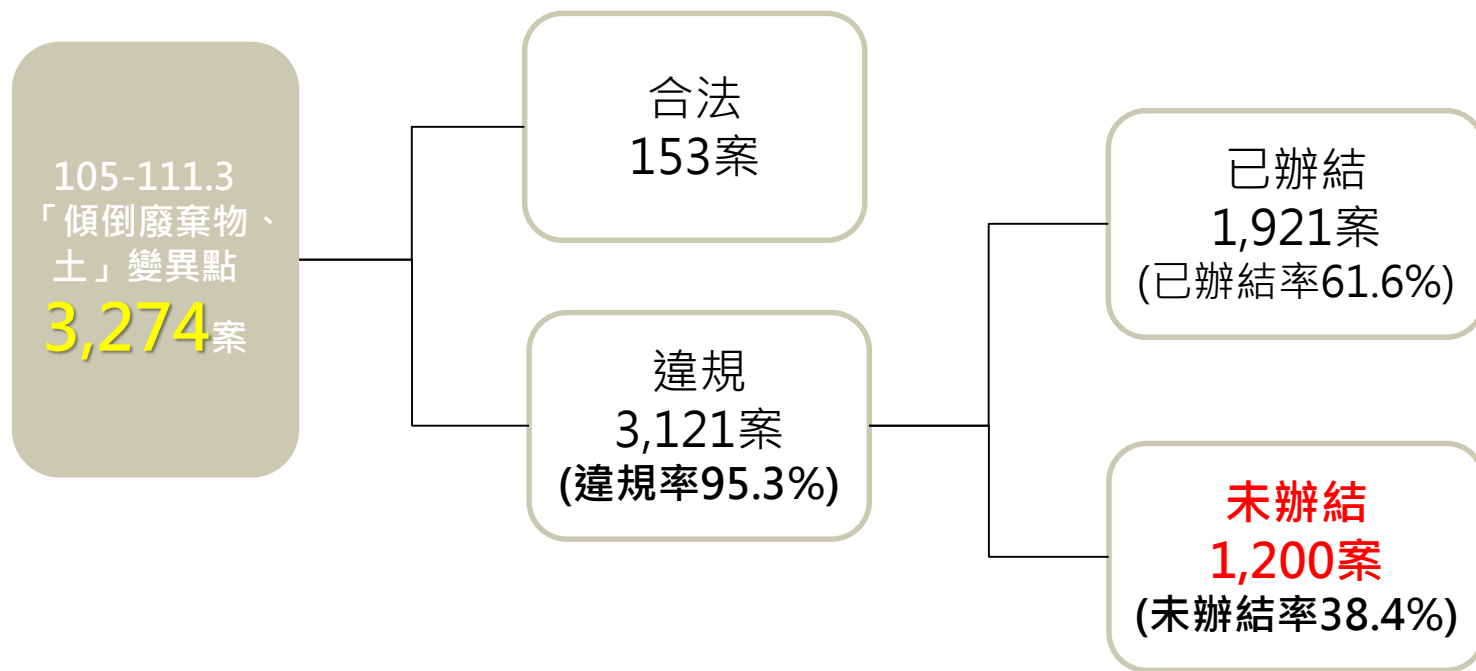 105-111.3
「傾倒廢棄物、
土」變異點
3,274案
合法
153案
違規
3,121案
(違規率95.3%)
已辦結
1,921案
(已辦結率61.6%)
未辦結
1,200案
(未辦結率38.4%)